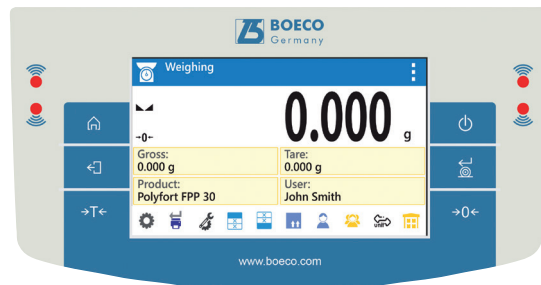 BOECO
Germany
Weighing
0.000 g
→0←
Gross:
0.000 g
Tare:
0.000 g
Product:
Polyfort FPP 30
User:
John Smith
UNIT
→T←
→0←
www.boeco.com